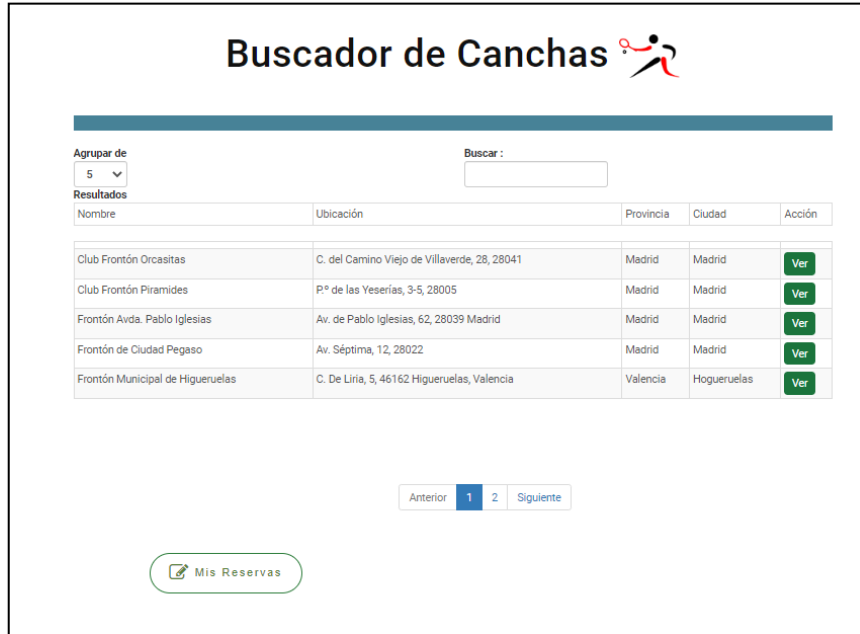 Buscador de Canchas
Agrupar de Buscar :
5
Resultados
Nombre Ubicación Provincia Ciudad Acción
Club Frontón Orcasitas C. del Camino Viejo de Villaverde, 28, 28041 Madrid Madrid Ver
Club Frontón Piramides P.º de las Yeserías, 3-5, 28005 Madrid Madrid Ver
Frontón Avda. Pablo Iglesias Av. de Pablo Iglesias, 62, 28039 Madrid Madrid Madrid Ver
Frontón de Ciudad Pegaso Av. Séptima, 12, 28022 Madrid Madrid Ver
Frontón Municipal de Higueruelas C. De Liria, 5, 46162 Higueruelas, Valencia Valencia Hogueruelas Ver
Anterior 1 2 Siguiente
Mis Reservas